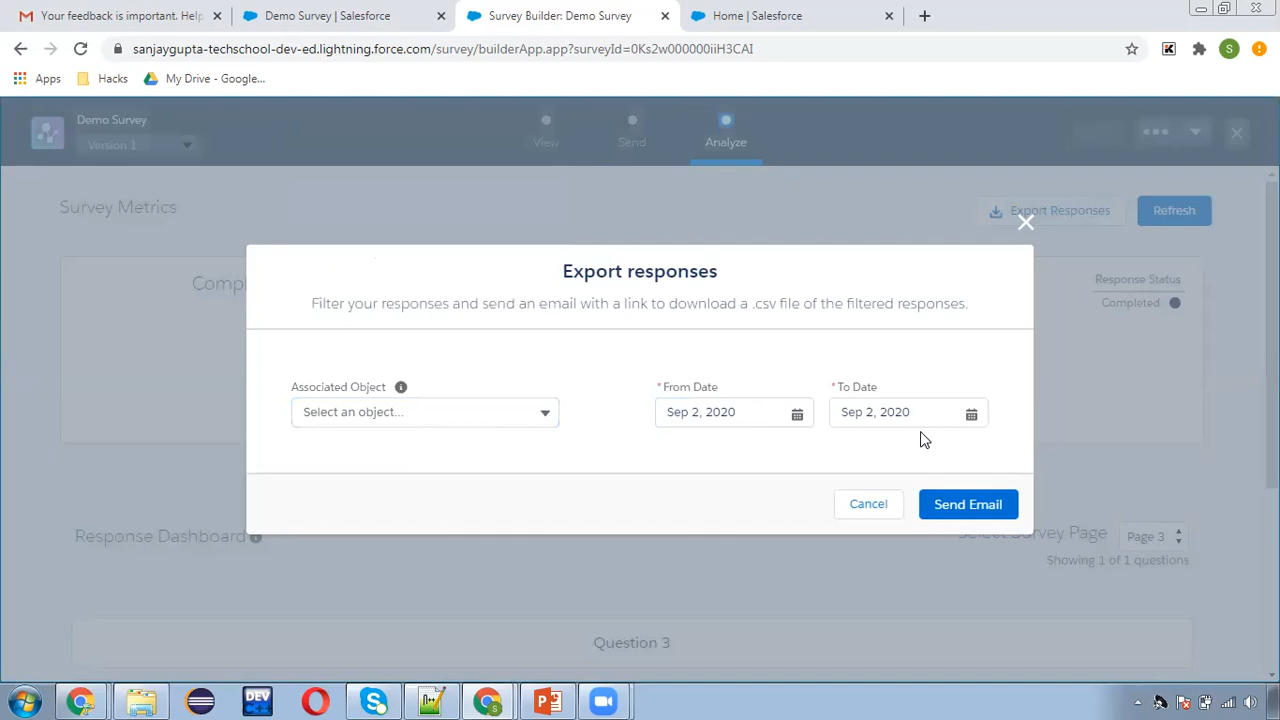 Your feedback is important. Help
Demo Survey | Salesforce
Survey Builder: Demo Survey
Home | Salesforce
sanjaygupta-techschool-dev-ed.lightning.force.com/survey/builderApp.app?surveyId=0Ks2w000000iiH3CAI
S
Apps
Hacks
My Drive - Google...
Demo Survey
Version 1
View
Send
Analyze
Survey Metrics
Export Responses
Refresh
Export responses
Filter your responses and send an email with a link to download a .csv file of the filtered responses.
Comp
Response Status
Completed
Associated Object
*From Date
*To Date
Select an object...
Sep 2, 2020
Sep 2, 2020
Cancel
Send Email
Response Dashboard
Select Survey Page
Page 3
Showing 1 of 1 questions
Question 3
DEV
C++